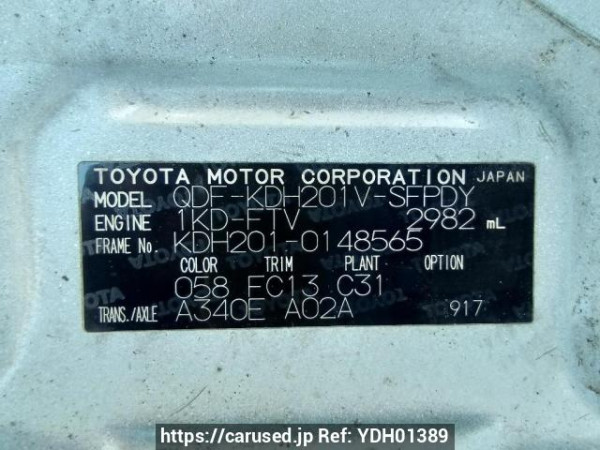 TOYOTA MOTOR CORPORATION JAPAN
MODEL QDF-KDH201V-SFPDY
ENGINE 1KD-FTV 2982 mL
FRAME No. KDH201-0148565
COLOR TRIM PLANT OPTION
058 FC13 C31
TRANS./AXLE A340E A02A 917
https://carused.jp Ref: YDH01389